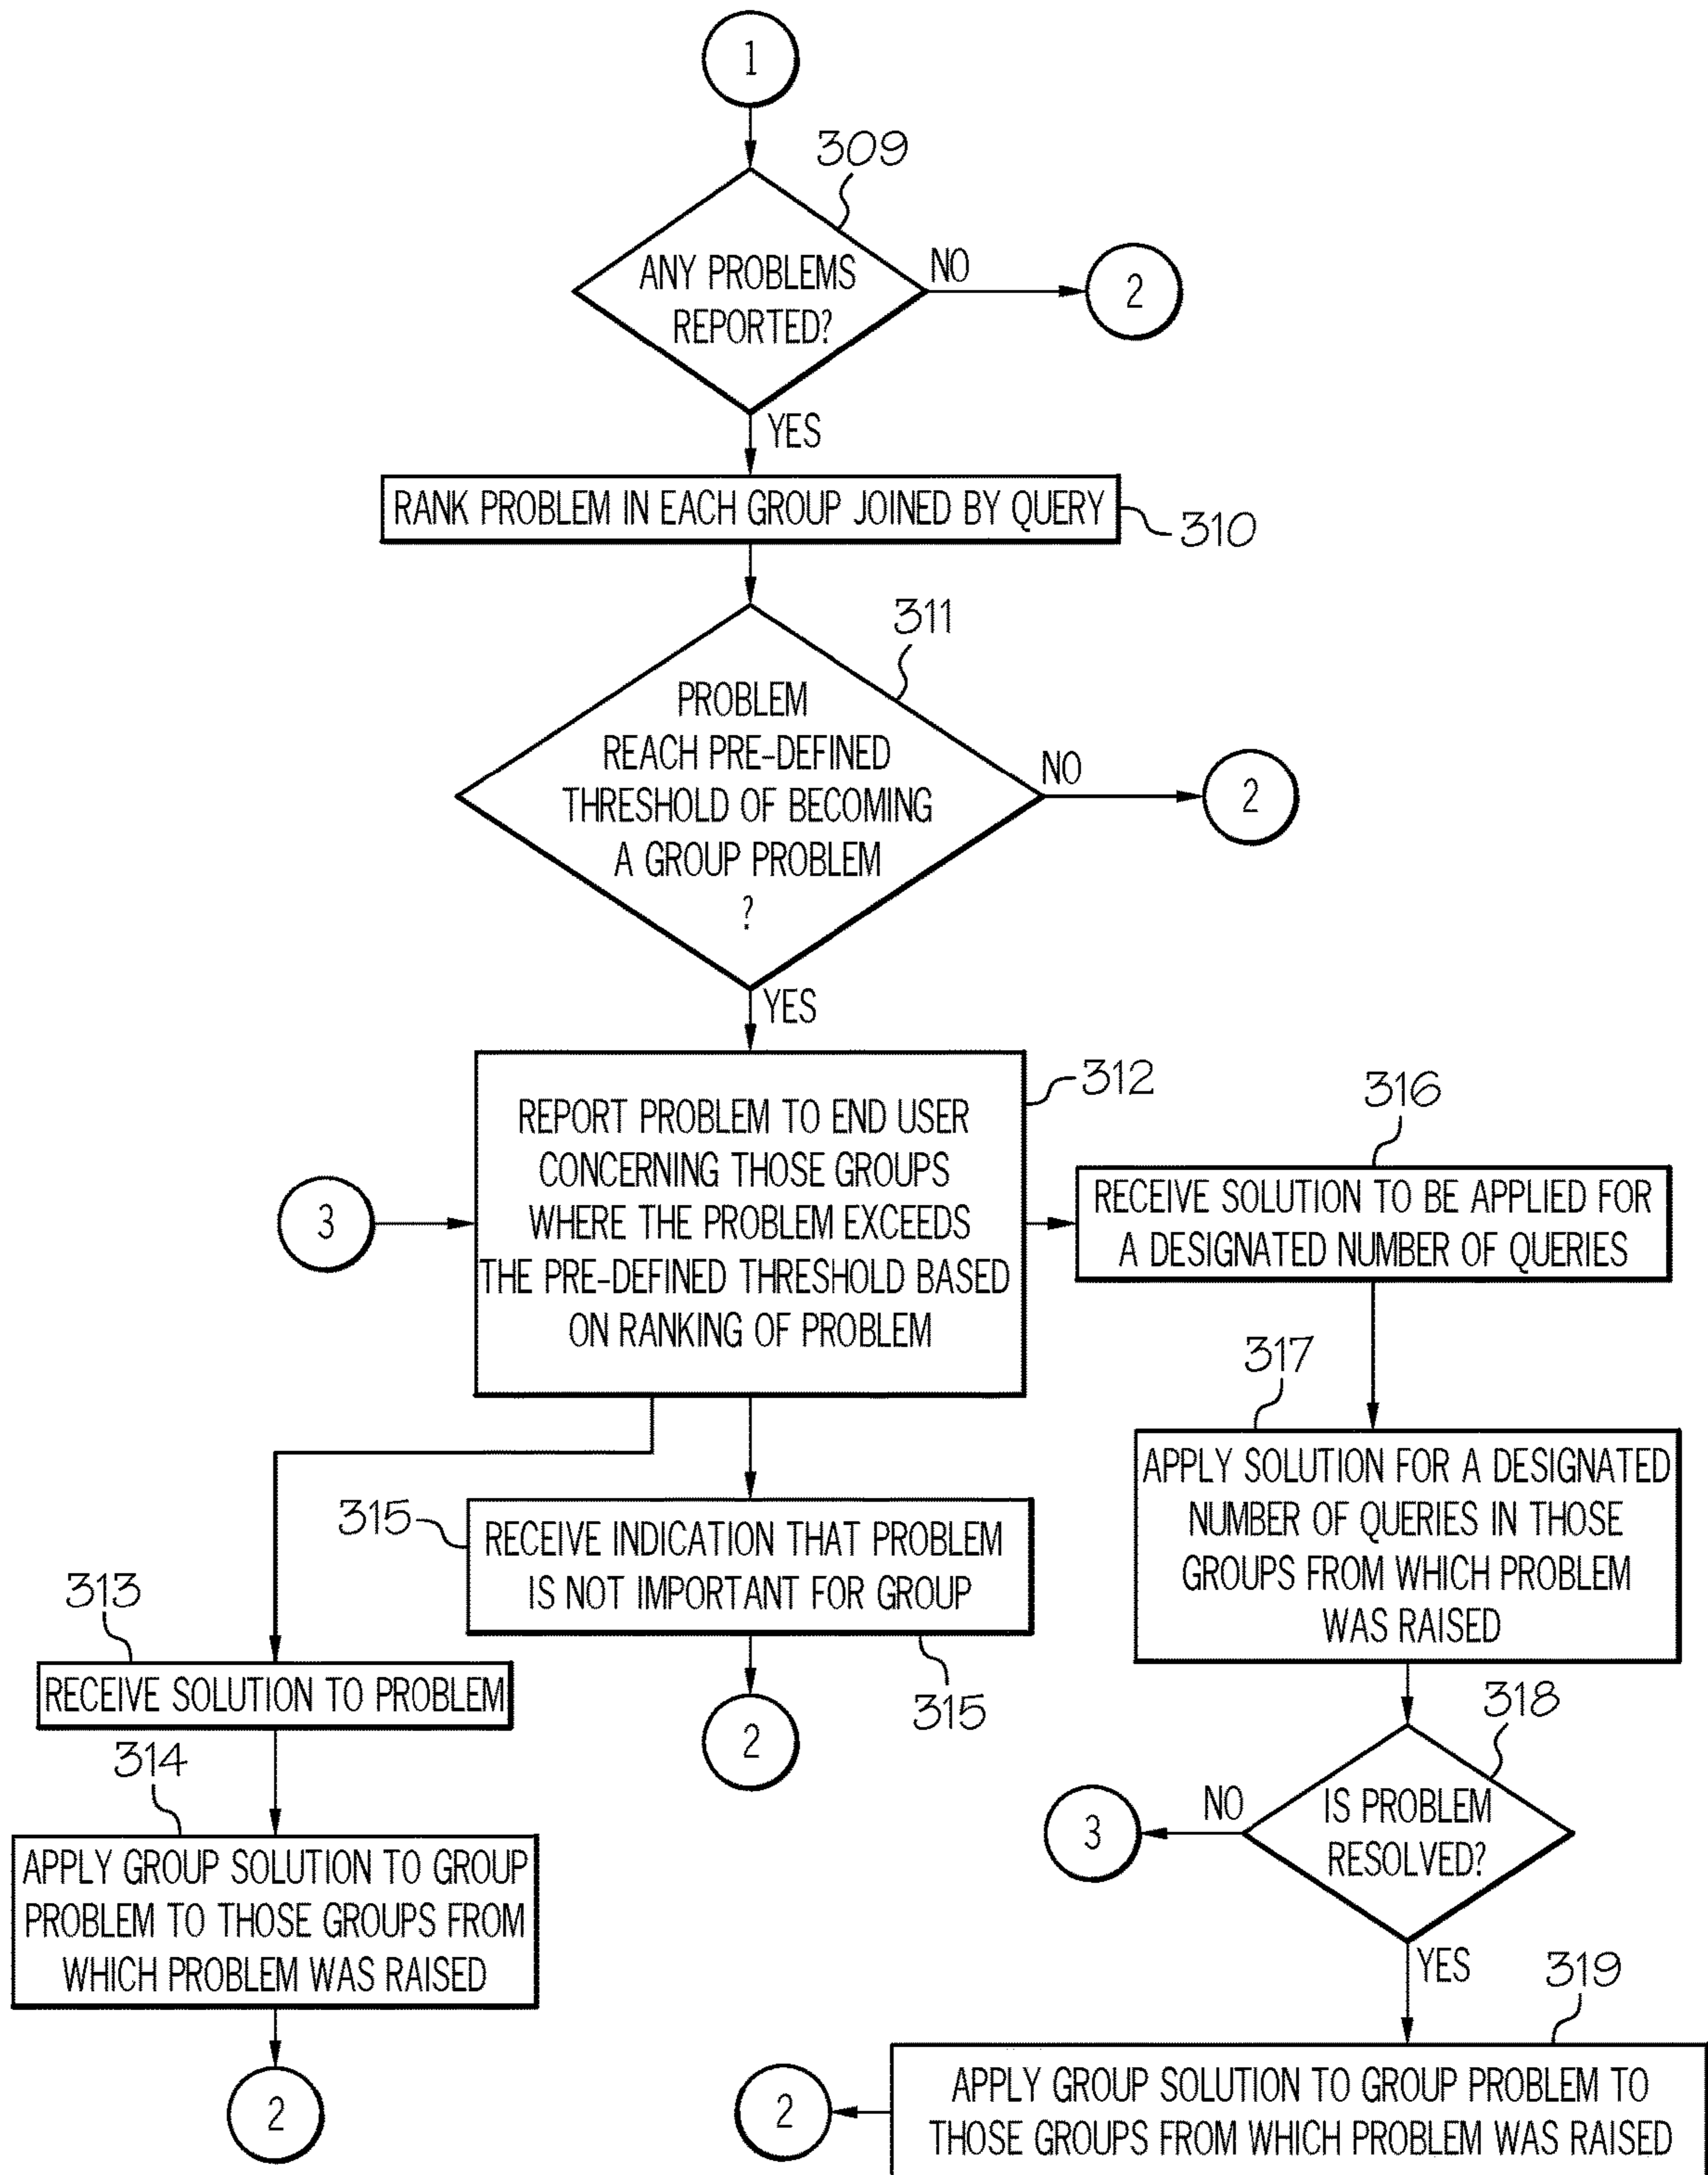 1
309
ANY PROBLEMS
REPORTED?
NO
2
YES
RANK PROBLEM IN EACH GROUP JOINED BY QUERY
310
311
PROBLEM
REACH PRE-DEFINED
THRESHOLD OF BECOMING
A GROUP PROBLEM
?
NO
2
YES
312
REPORT PROBLEM TO END USER
CONCERNING THOSE GROUPS
WHERE THE PROBLEM EXCEEDS
THE PRE-DEFINED THRESHOLD BASED
ON RANKING OF PROBLEM
3
316
RECEIVE SOLUTION TO BE APPLIED FOR
A DESIGNATED NUMBER OF QUERIES
317
APPLY SOLUTION FOR A DESIGNATED
NUMBER OF QUERIES IN THOSE
GROUPS FROM WHICH PROBLEM
WAS RAISED
315
RECEIVE INDICATION THAT PROBLEM
IS NOT IMPORTANT FOR GROUP
315
2
313
RECEIVE SOLUTION TO PROBLEM
314
APPLY GROUP SOLUTION TO GROUP
PROBLEM TO THOSE GROUPS FROM
WHICH PROBLEM WAS RAISED
2
318
IS PROBLEM
RESOLVED?
NO
3
YES
319
APPLY GROUP SOLUTION TO GROUP PROBLEM TO
THOSE GROUPS FROM WHICH PROBLEM WAS RAISED
2